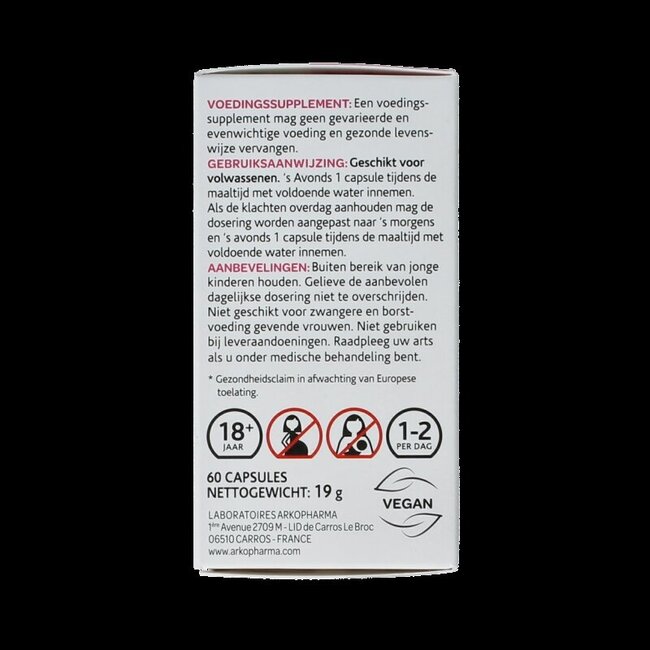 VOEDINGSSUPPLEMENT: Een voedings-
supplement mag geen gevarieerde en
evenwichtige voeding en gezonde levens-
wijze vervangen.
GEBRUIKSAANWIJZING: Geschikt voor
volwassenen. 's Avonds 1 capsule tijdens de
maaltijd met voldoende water innemen.
Als de klachten overdag aanhouden mag de
dosering worden aangepast naar 's morgens
en 's avonds 1 capsule tijdens de maaltijd met
voldoende water innemen.
AANBEVELINGEN: Buiten bereik van jonge
kinderen houden. Gelieve de aanbevolen
dagelijkse dosering niet te overschrijden.
Niet geschikt voor zwangere en borst-
voeding gevende vrouwen. Niet gebruiken
bij leveraandoeningen. Raadpleeg uw arts
als u onder medische behandeling bent.
* Gezondheidsclaim in afwachting van Europese
toelating.
18+
JAAR
1-2
PER DAG
60 CAPSULES
NETTOGEWICHT: 19 g
VEGAN
LABORATOIRES ARKOPHARMA
1ère Avenue 2709 M - LID de Carros Le Broc
06510 CARROS - FRANCE
www.arkopharma.com